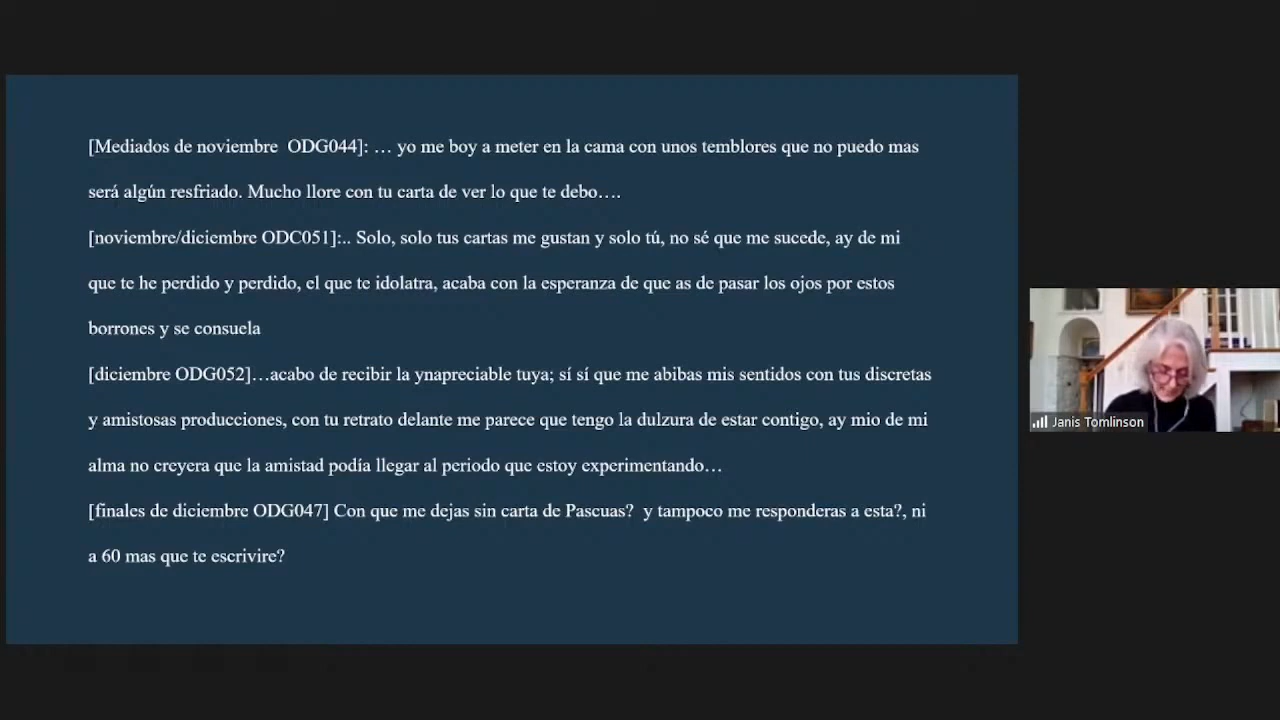 [Mediados de noviembre  ODG044]: … yo me boy a meter en la cama con unos temblores que no puedo mas
será algún resfriado. Mucho llore con tu carta de ver lo que te debo….
[noviembre/diciembre ODC051]:.. Solo, solo tus cartas me gustan y solo tú, no sé que me sucede, ay de mi
que te he perdido y perdido, el que te idolatra, acaba con la esperanza de que as de pasar los ojos por estos
borrones y se consuela
[diciembre ODG052]…acabo de recibir la ynapreciable tuya; sí sí que me abibas mis sentidos con tus discretas
y amistosas producciones, con tu retrato delante me parece que tengo la dulzura de estar contigo, ay mio de mi
alma no creyera que la amistad podía llegar al periodo que estoy experimentando…
[finales de diciembre ODG047] Con que me dejas sin carta de Pascuas?  y tampoco me responderas a esta?, ni
a 60 mas que te escrivire?
Janis Tomlinson